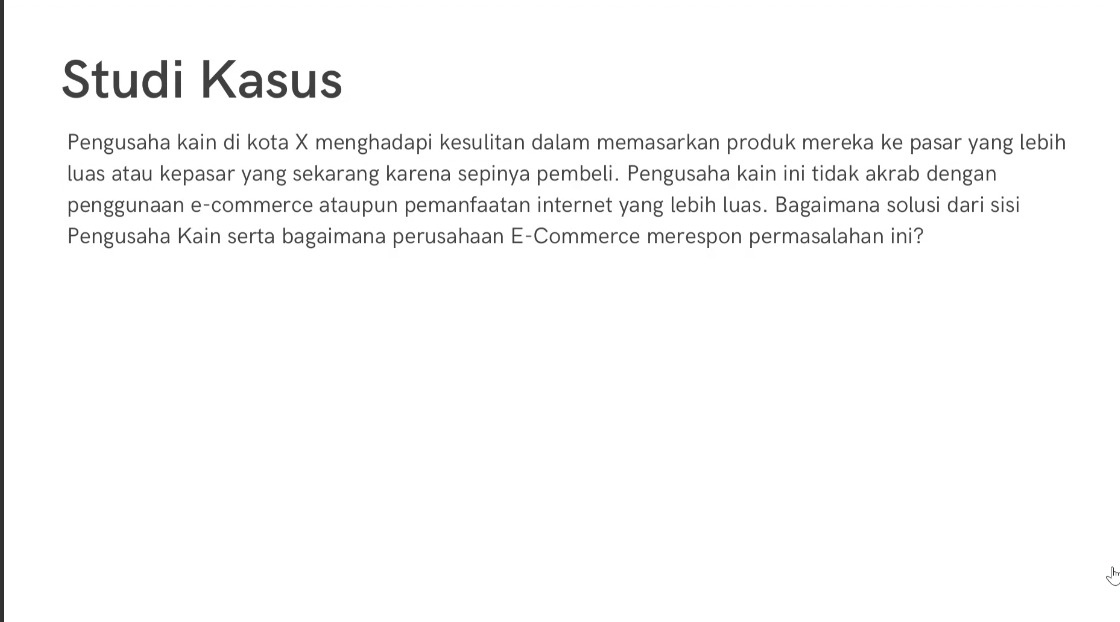 Studi Kasus
Pengusaha kain di kota X menghadapi kesulitan dalam memasarkan produk mereka ke pasar yang lebih
luas atau kepasar yang sekarang karena sepinya pembeli. Pengusaha kain ini tidak akrab dengan
penggunaan e-commerce ataupun pemanfaatan internet yang lebih luas. Bagaimana solusi dari sisi
Pengusaha Kain serta bagaimana perusahaan E-Commerce merespon permasalahan ini?